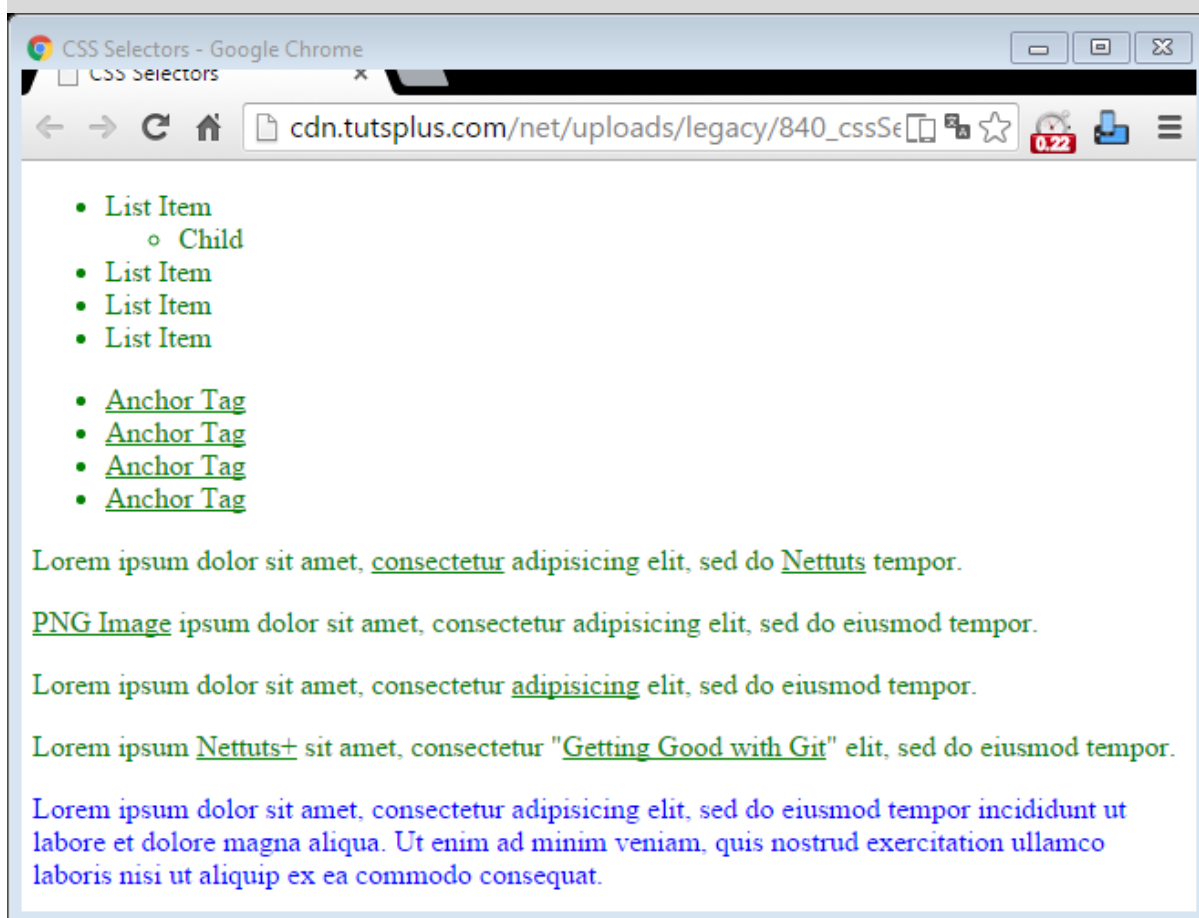 CSS Selectors - Google Chrome
CSS Selectors
cdn.tutsplus.com/net/uploads/legacy/840_cssSe
0.22
List Item
Child
List Item
List Item
List Item
Anchor Tag
Anchor Tag
Anchor Tag
Anchor Tag
Lorem ipsum dolor sit amet, consectetur adipisicing elit, sed do Nettuts tempor.
PNG Image ipsum dolor sit amet, consectetur adipisicing elit, sed do eiusmod tempor.
Lorem ipsum dolor sit amet, consectetur adipisicing elit, sed do eiusmod tempor.
Lorem ipsum Nettuts+ sit amet, consectetur "Getting Good with Git" elit, sed do eiusmod tempor.
Lorem ipsum dolor sit amet, consectetur adipisicing elit, sed do eiusmod tempor incididunt ut
labore et dolore magna aliqua. Ut enim ad minim veniam, quis nostrud exercitation ullamco
laboris nisi ut aliquip ex ea commodo consequat.